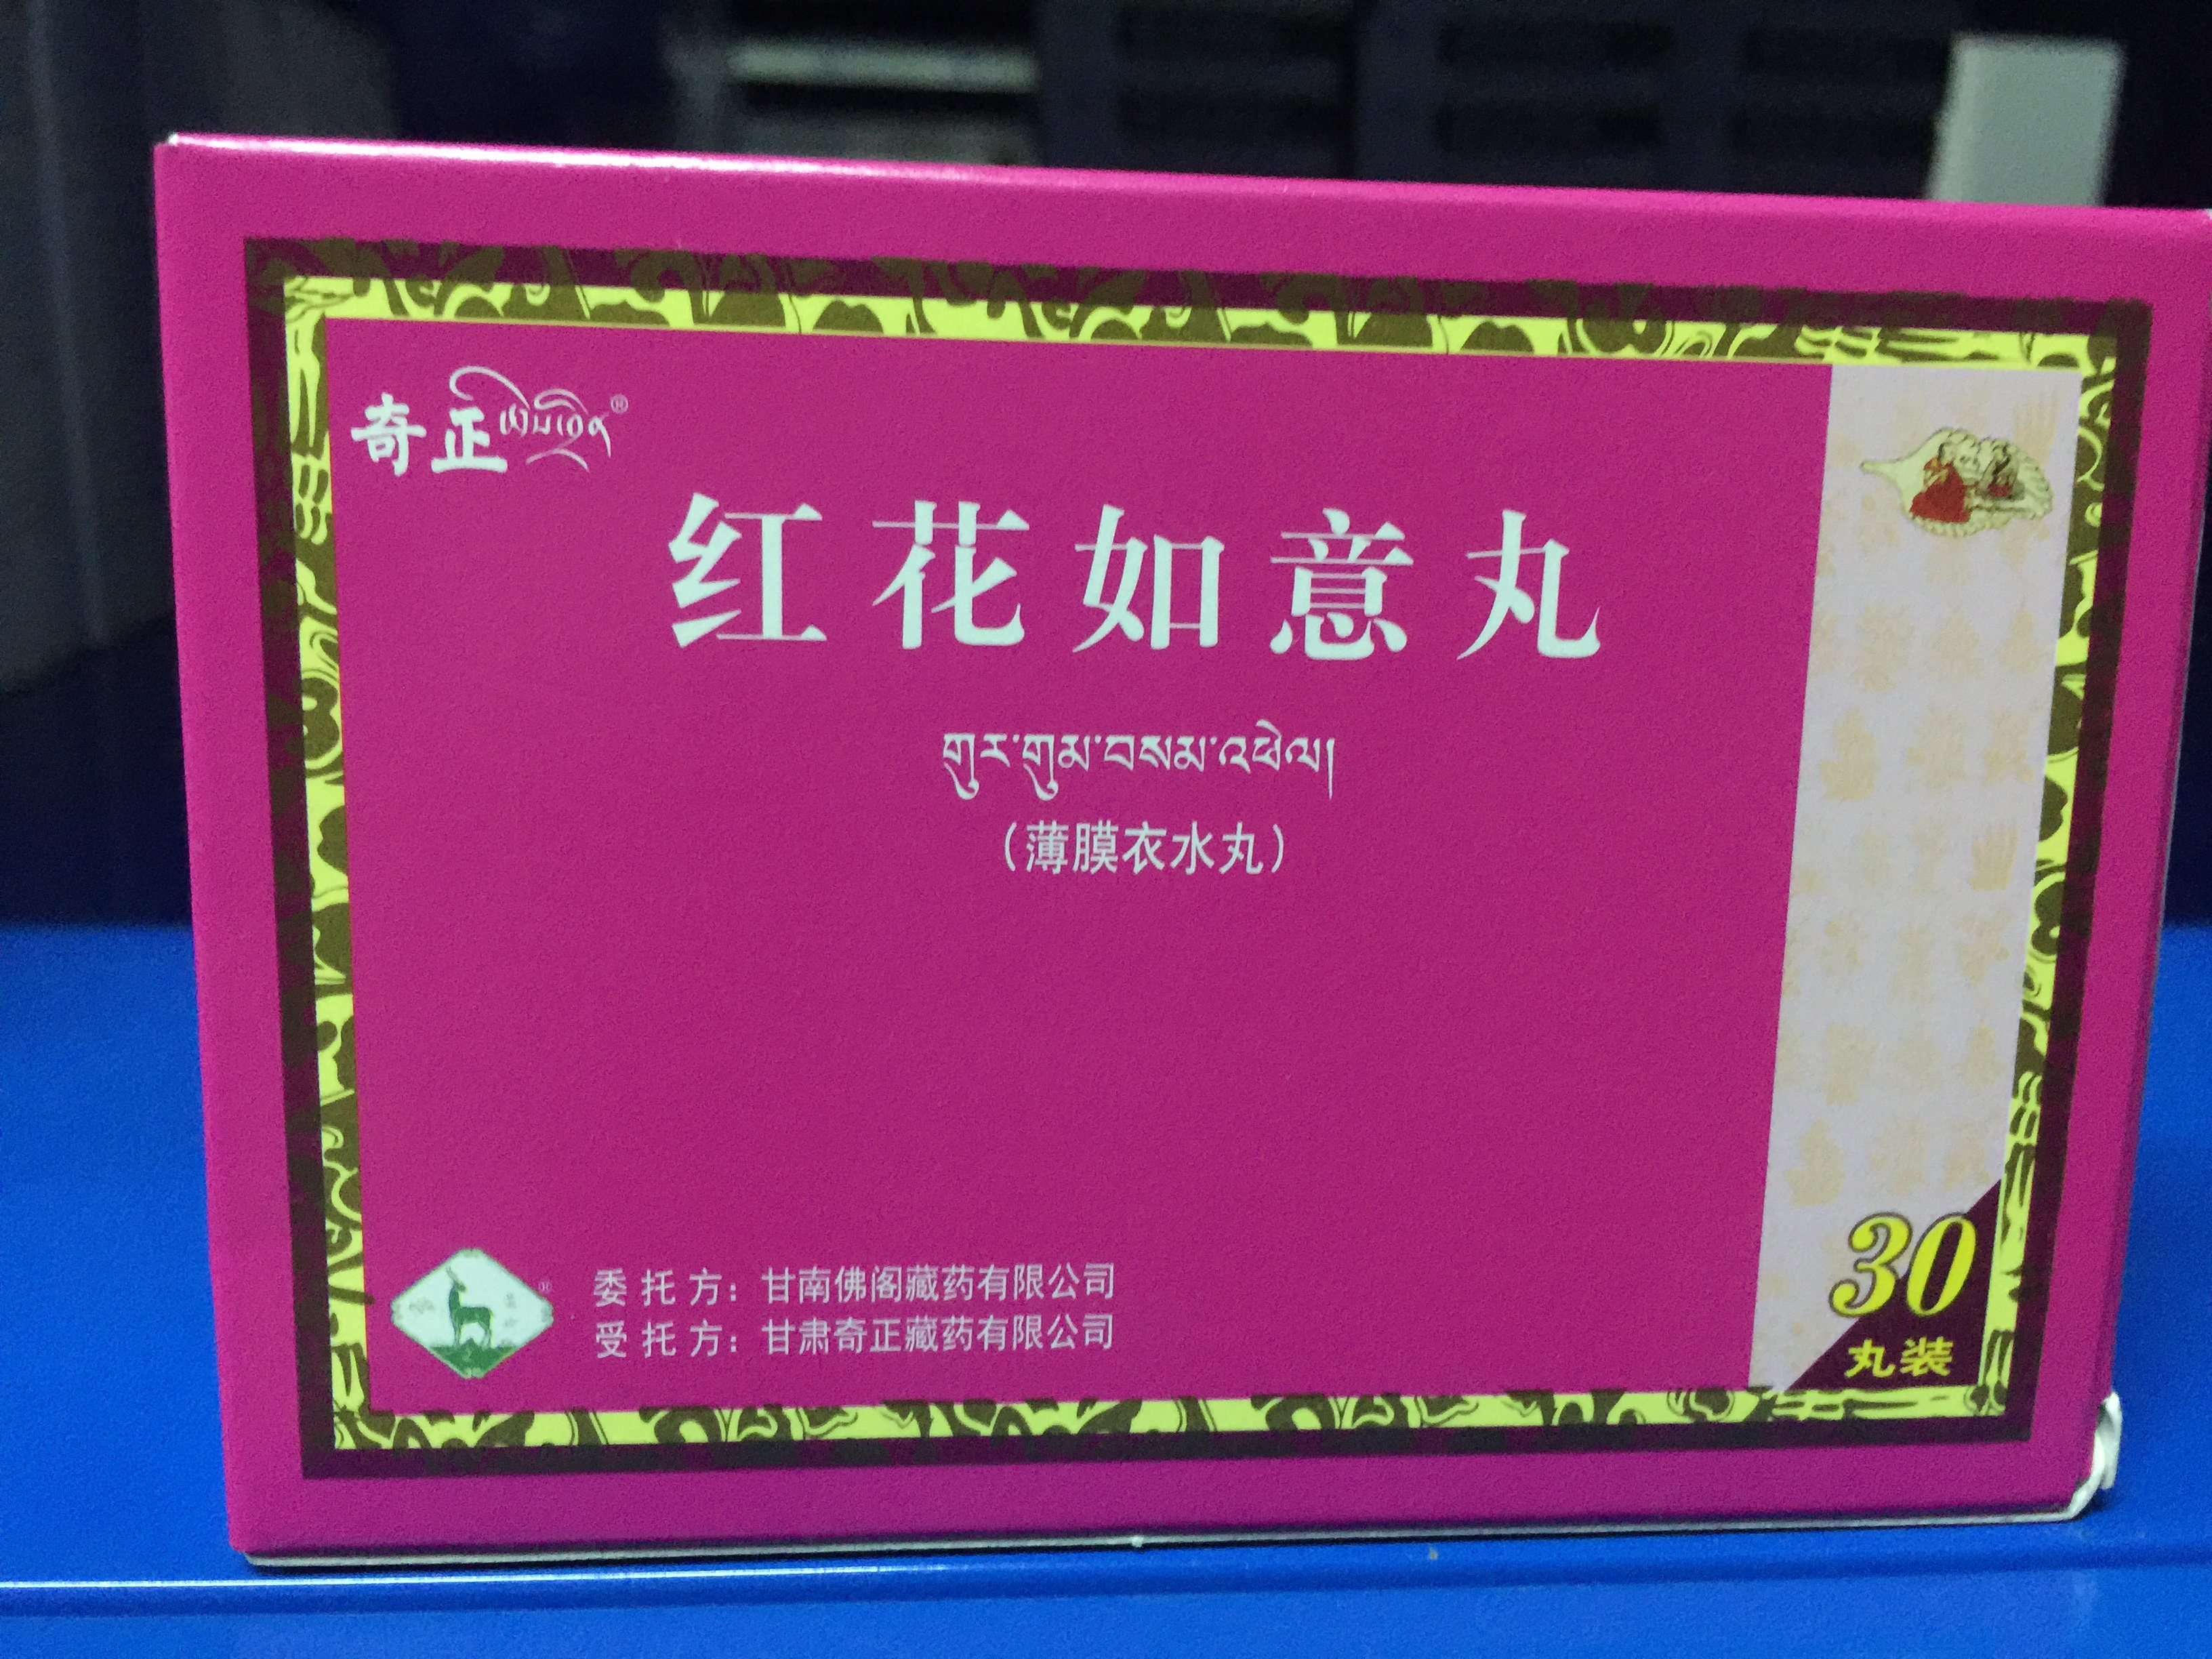 奇正®
红花如意丸
གུར་གུམ་བསམ་འཕེལ།
（薄膜衣水丸）
委托方：甘南佛阁藏药有限公司
受托方：甘肃奇正藏药有限公司
30
丸装